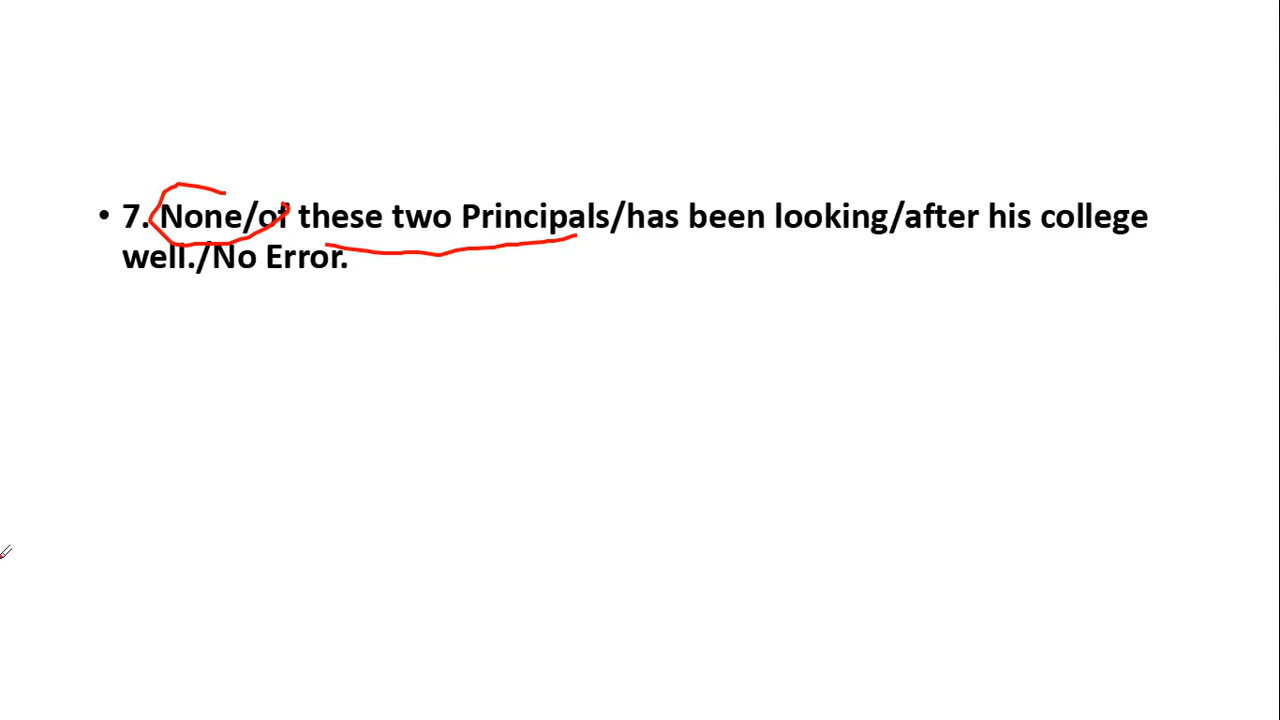 • 7. None/of these two Principals/has been looking/after his college
well./No Error.